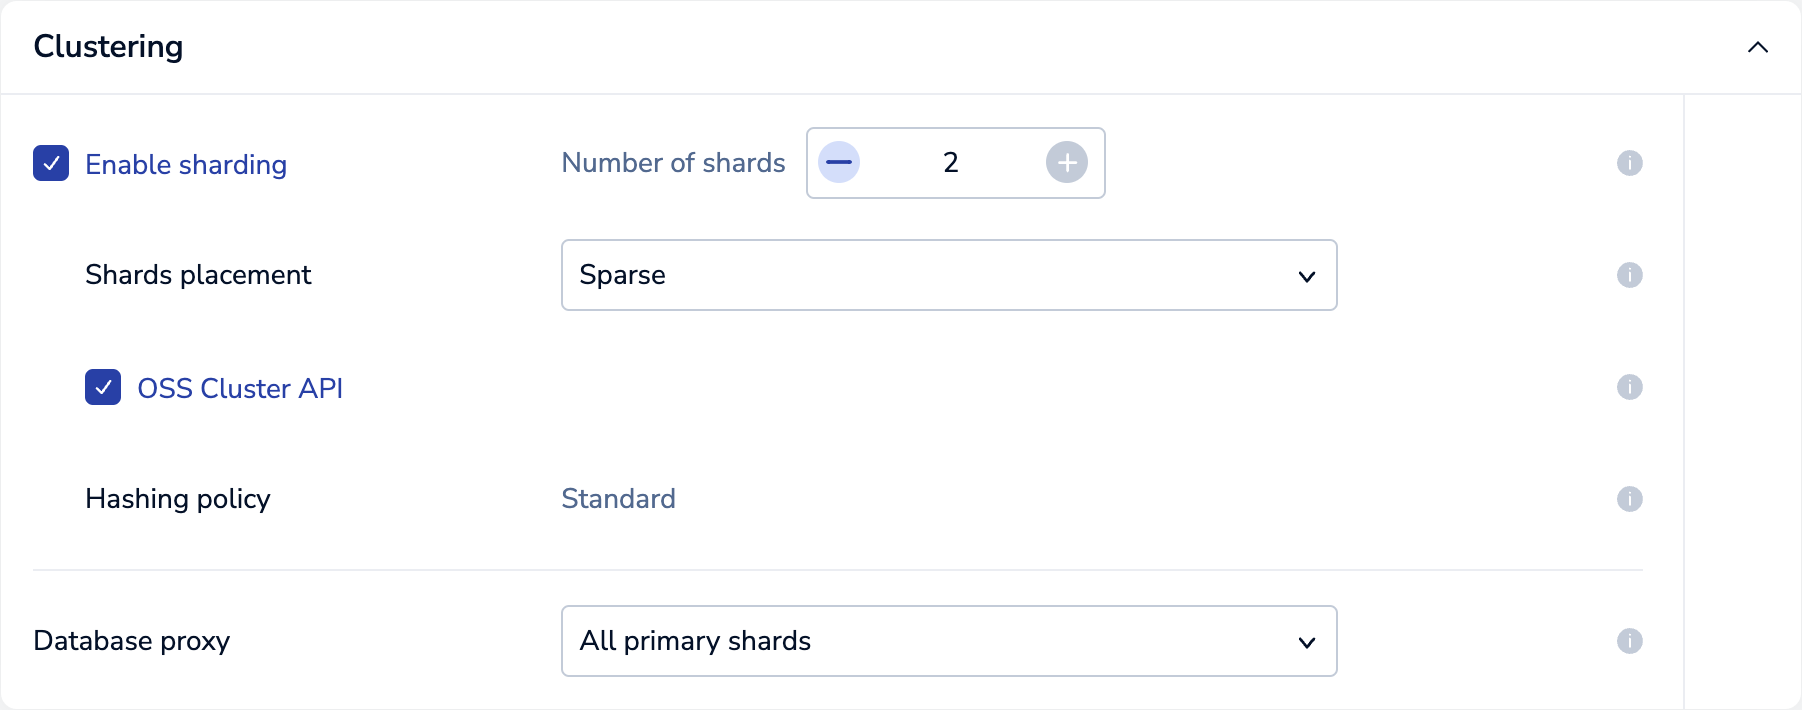 Clustering
Enable sharding Number of shards 2
Shards placement Sparse
OSS Cluster API
Hashing policy Standard
Database proxy All primary shards